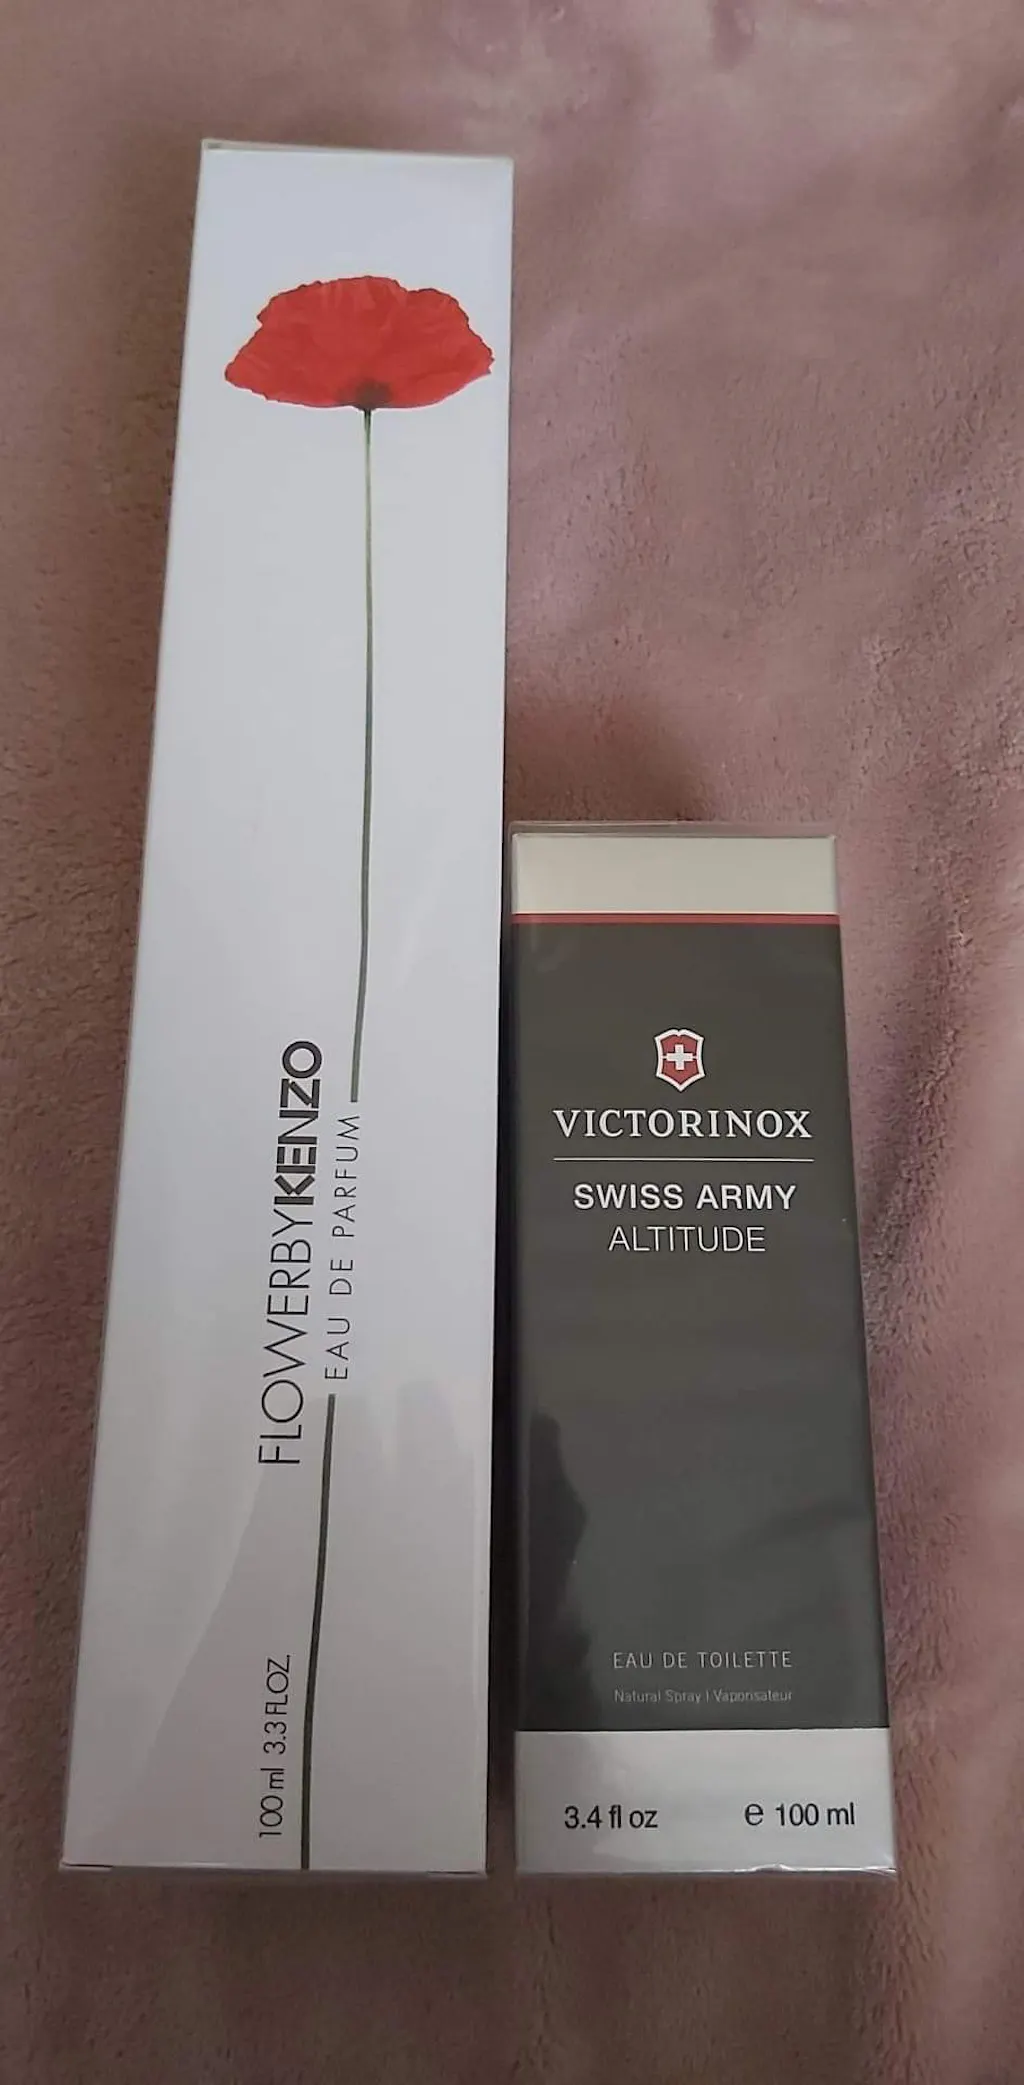 FLOWERBYKENZO
EAU DE PARFUM
100 ml 3.3 FL.OZ.
VICTORINOX
SWISS ARMY
ALTITUDE
EAU DE TOILETTE
Natural Spray | Vaporisateur
3.4 fl oz e 100 ml